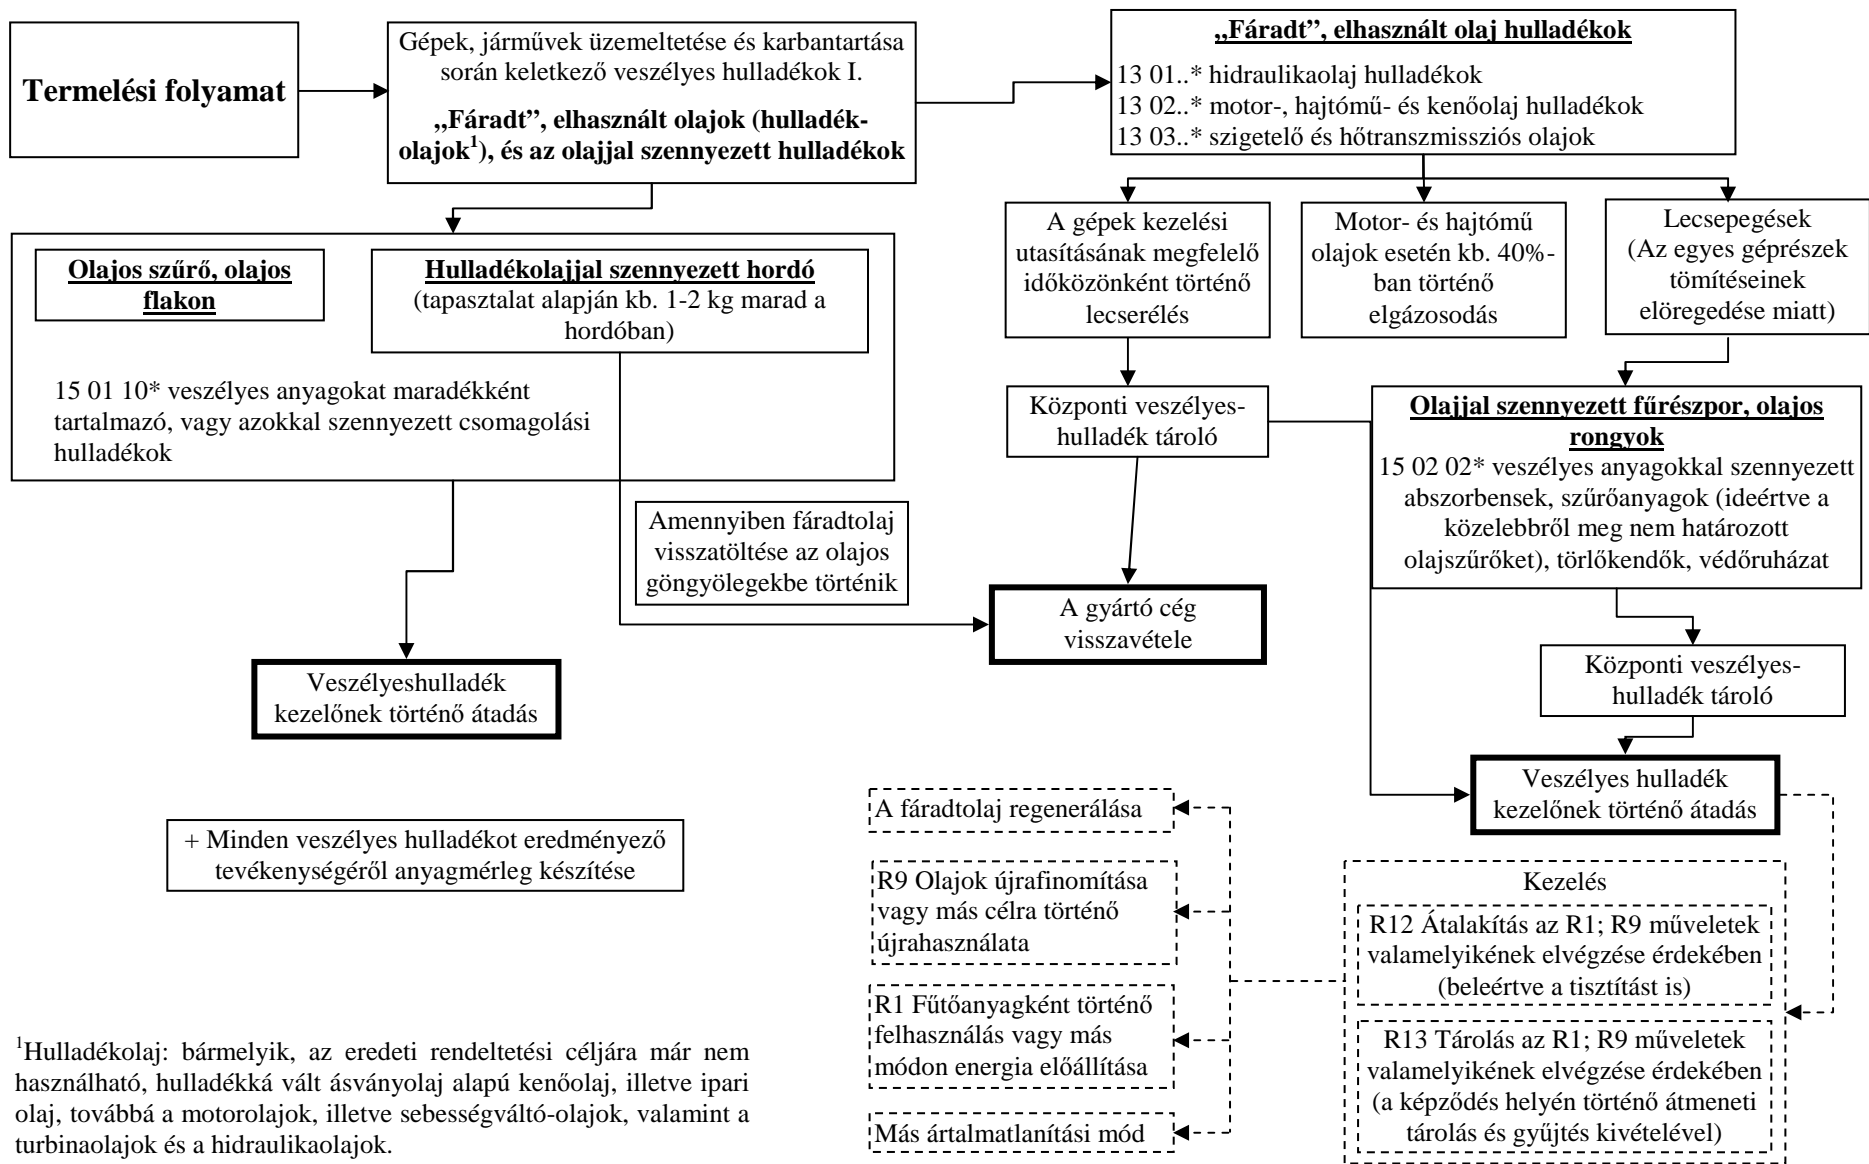 Termelési folyamat
Gépek, járművek üzemeltetése és karbantartása
során keletkező veszélyes hulladékok I.
„Fáradt”, elhasznált olajok (hulladék-
olajok¹), és az olajjal szennyezett hulladékok
„Fáradt”, elhasznált olaj hulladékok
13 01..* hidraulikaolaj hulladékok
13 02..* motor-, hajtómű- és kenőolaj hulladékok
13 03..* szigetelő és hőtranszmissziós olajok
Olajos szűrő, olajos
flakon
Hulladékolajjal szennyezett hordó
(tapasztalat alapján kb. 1-2 kg marad a
hordóban)
15 01 10* veszélyes anyagokat maradékként
tartalmazó, vagy azokkal szennyezett csomagolási
hulladékok
A gépek kezelési
utasításának megfelelő
időközönként történő
lecserélés
Motor- és hajtómű
olajok esetén kb. 40%-
ban történő
elgázosodás
Lecsepegések
(Az egyes géprészek
tömítéseinek
elöregedése miatt)
Központi veszélyes-
hulladék tároló
Olajjal szennyezett fűrészpor, olajos
rongyok
15 02 02* veszélyes anyagokkal szennyezett
abszorbensek, szűrőanyagok (ideértve a
közelebbről meg nem határozott
olajszűrőket), törlőkendők, védőruházat
Amennyiben fáradtolaj
visszatöltése az olajos
göngyölegekbe történik
A gyártó cég
visszavétele
Veszélyeshulladék
kezelőnek történő átadás
Központi veszélyes-
hulladék tároló
Veszélyes hulladék
kezelőnek történő átadás
+ Minden veszélyes hulladékot eredményező
tevékenységéről anyagmérleg készítése
A fáradtolaj regenerálása
R9 Olajok újrafinomítása
vagy más célra történő
újrahasználata
R1 Fűtőanyagként történő
felhasználás vagy más
módon energia előállítása
Más ártalmatlanítási mód
Kezelés
R12 Átalakítás az R1; R9 műveletek
valamelyikének elvégzése érdekében
(beleértve a tisztítást is)
R13 Tárolás az R1; R9 műveletek
valamelyikének elvégzése érdekében
(a képződés helyén történő átmeneti
tárolás és gyűjtés kivételével)
¹Hulladékolaj: bármelyik, az eredeti rendeltetési céljára már nem
használható, hulladékká vált ásványolaj alapú kenőolaj, illetve ipari
olaj, továbbá a motorolajok, illetve sebességváltó-olajok, valamint a
turbinaolajok és a hidraulikaolajok.